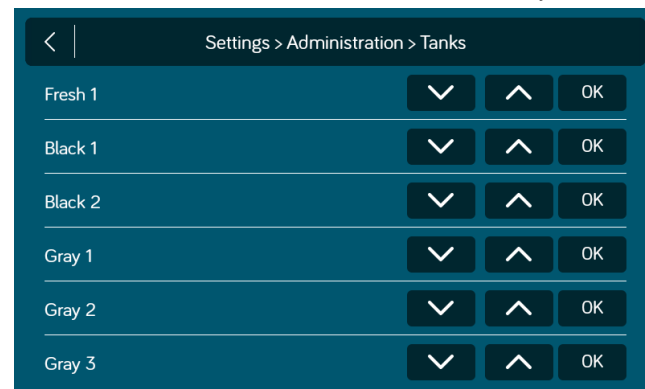 Settings > Administration > Tanks
Fresh 1 OK
Black 1 OK
Black 2 OK
Gray 1 OK
Gray 2 OK
Gray 3 OK